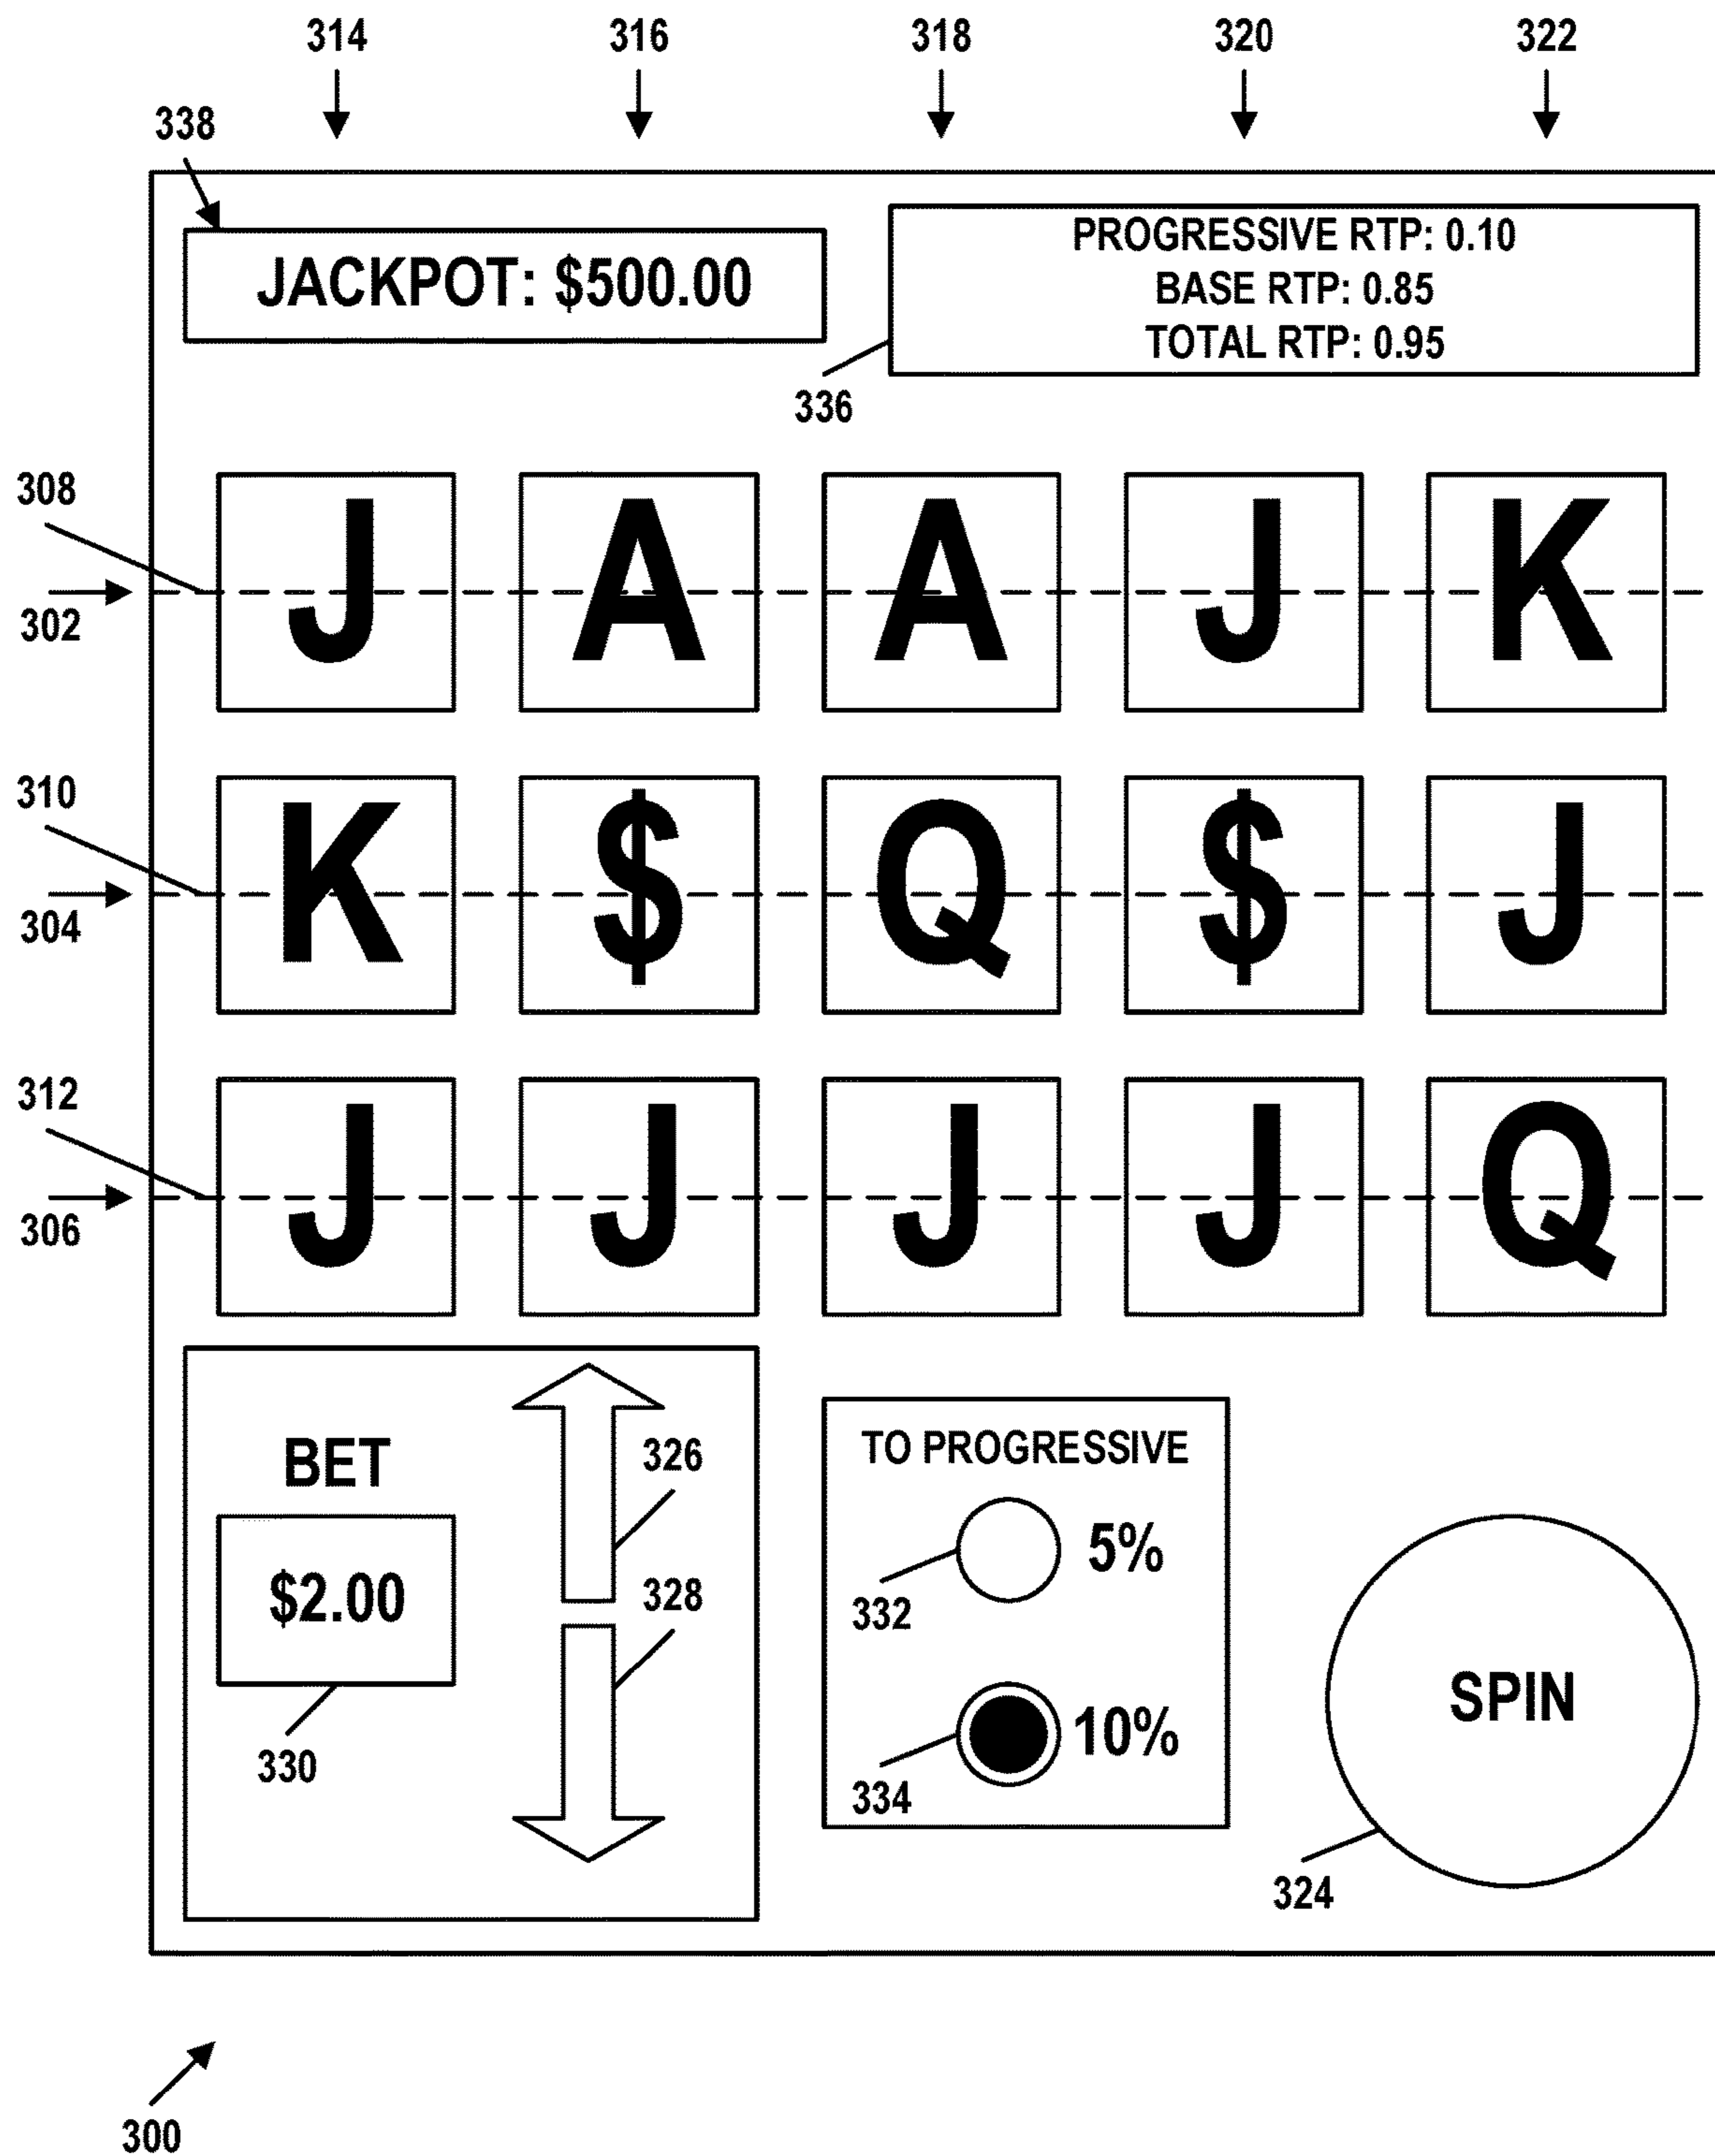 314 316 318 320 322
338
JACKPOT: $500.00
PROGRESSIVE RTP: 0.10
BASE RTP: 0.85
TOTAL RTP: 0.95
336
308
J A A J K
302
310
K $ Q $ J
304
312
J J J J Q
306
BET
326
$2.00
328
330
TO PROGRESSIVE
5%
332
10%
334
SPIN
324
300